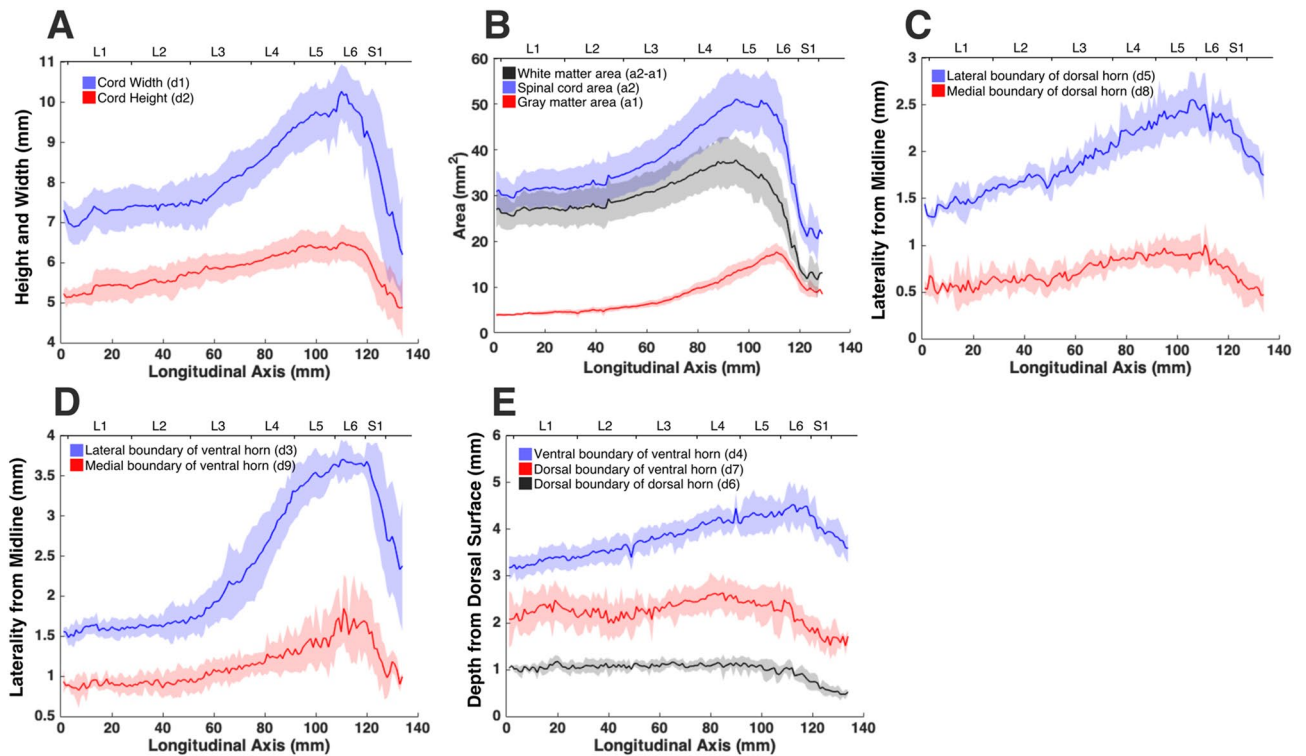 A
L1 L2 L3 L4 L5 L6 S1
Cord Width (d1)
Cord Height (d2)
Height and Width (mm)
11
10
9
8
7
6
5
4
0 20 40 60 80 100 120 140
Longitudinal Axis (mm)
B
L1 L2 L3 L4 L5 L6 S1
White matter area (a2-a1)
Spinal cord area (a2)
Gray matter area (a1)
Area (mm²)
60
50
40
30
20
10
0
0 20 40 60 80 100 120 140
Longitudinal Axis (mm)
C
L1 L2 L3 L4 L5 L6 S1
Lateral boundary of dorsal horn (d5)
Medial boundary of dorsal horn (d8)
Laterality from Midline (mm)
3
2.5
2
1.5
1
0.5
0
0 20 40 60 80 100 120 140
Longitudinal Axis (mm)
D
L1 L2 L3 L4 L5 L6 S1
Lateral boundary of ventral horn (d3)
Medial boundary of ventral horn (d9)
Laterality from Midline (mm)
4
3.5
3
2.5
2
1.5
1
0.5
0 20 40 60 80 100 120 140
Longitudinal Axis (mm)
E
L1 L2 L3 L4 L5 L6 S1
Ventral boundary of ventral horn (d4)
Dorsal boundary of ventral horn (d7)
Dorsal boundary of dorsal horn (d6)
Depth from Dorsal Surface (mm)
6
5
4
3
2
1
0
0 20 40 60 80 100 120 140
Longitudinal Axis (mm)